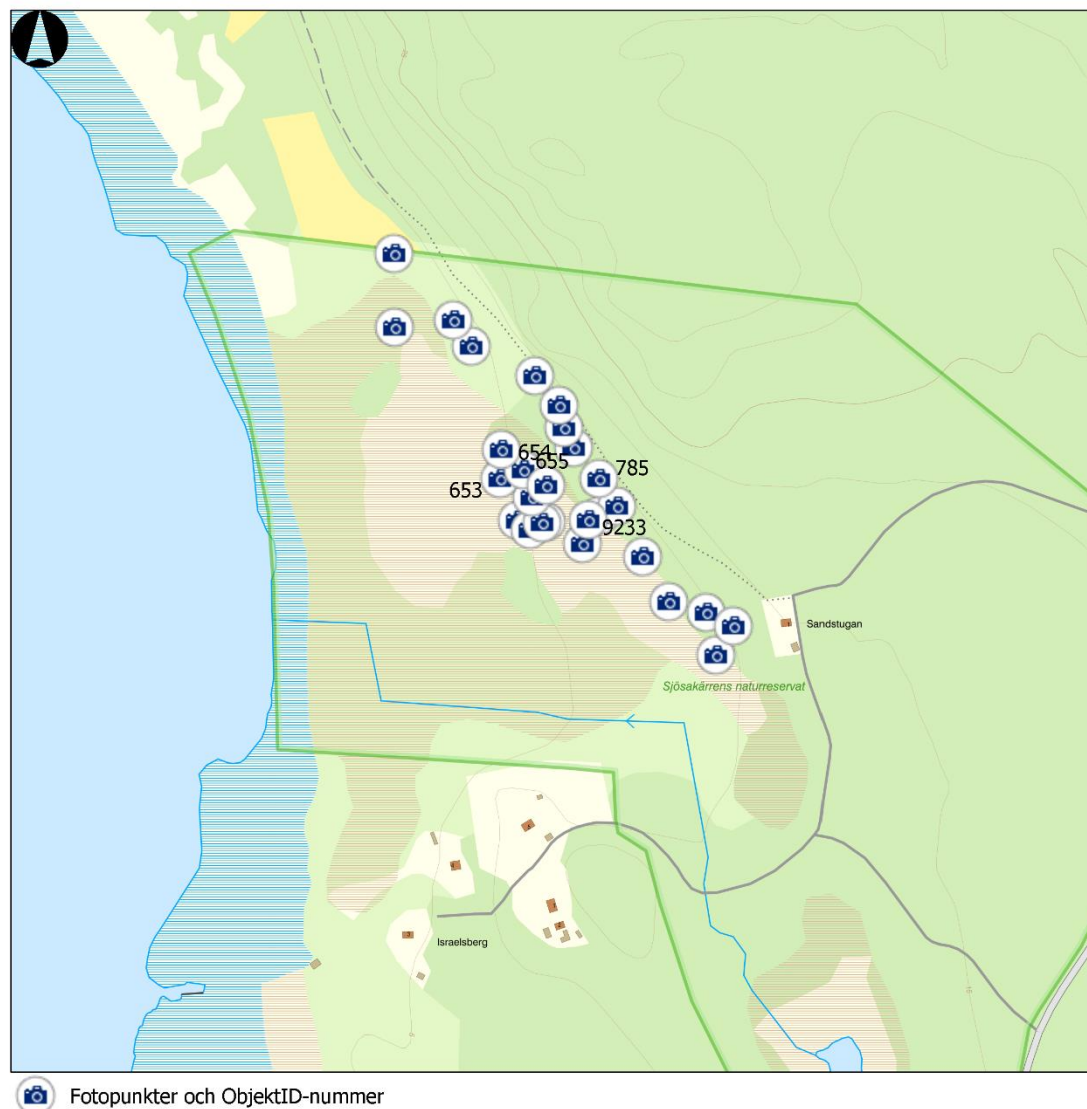 654
655
785
653
9233
Sandstugan
Sjösakärrens naturreservat
Israelsberg
Fotopunkter och ObjektID-nummer